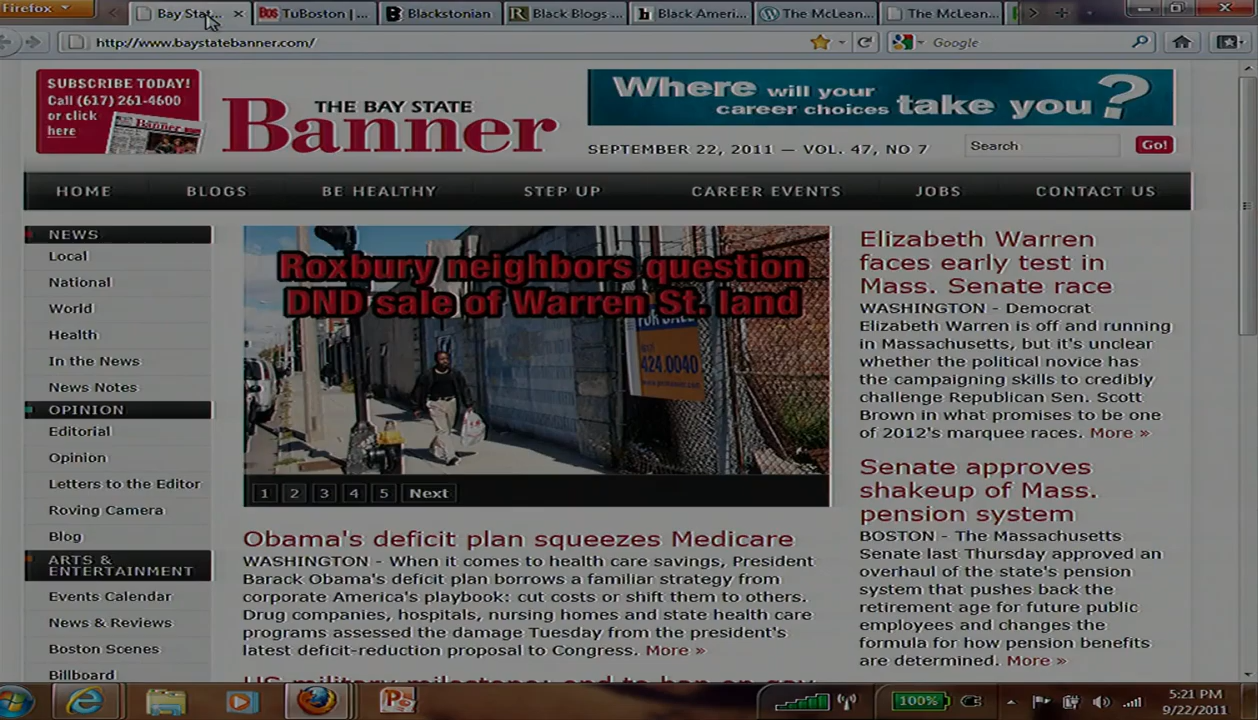 Firefox
Bay Stat...
TuBoston | ...
Blackstonian
Black Blogs ...
Black Ameri...
The McLean...
The McLean...
http://www.baystatebanner.com/
Google
SUBSCRIBE TODAY!
Call (617) 261-4600
or click
here
THE BAY STATE
Banner
Where will your
career choices take you?
SEPTEMBER 22, 2011 — VOL. 47, NO 7
Search
Go!
HOME
BLOGS
BE HEALTHY
STEP UP
CAREER EVENTS
JOBS
CONTACT US
NEWS
Local
National
World
Health
In the News
News Notes
OPINION
Editorial
Opinion
Letters to the Editor
Roving Camera
Blog
ARTS &
ENTERTAINMENT
Events Calendar
News & Reviews
Boston Scenes
Billboard
Roxbury neighbors question
DND sale of Warren St. land
FOR SALE
424.0040
1 2 3 4 5 Next
Obama's deficit plan squeezes Medicare
WASHINGTON - When it comes to health care savings, President
Barack Obama's deficit plan borrows a familiar strategy from
corporate America's playbook: cut costs or shift them to others.
Drug companies, hospitals, nursing homes and state health care
programs assessed the damage Tuesday from the president's
latest deficit-reduction proposal to Congress. More »
US military milestone: end to ban on gay
Elizabeth Warren
faces early test in
Mass. Senate race
WASHINGTON - Democrat
Elizabeth Warren is off and running
in Massachusetts, but it's unclear
whether the political novice has
the campaigning skills to credibly
challenge Republican Sen. Scott
Brown in what promises to be one
of 2012's marquee races. More »
Senate approves
shakeup of Mass.
pension system
BOSTON - The Massachusetts
Senate last Thursday approved an
overhaul of the state's pension
system that pushes back the
retirement age for future public
employees and changes the
formula for how pension benefits
are determined. More »
100%
5:21 PM
9/22/2011